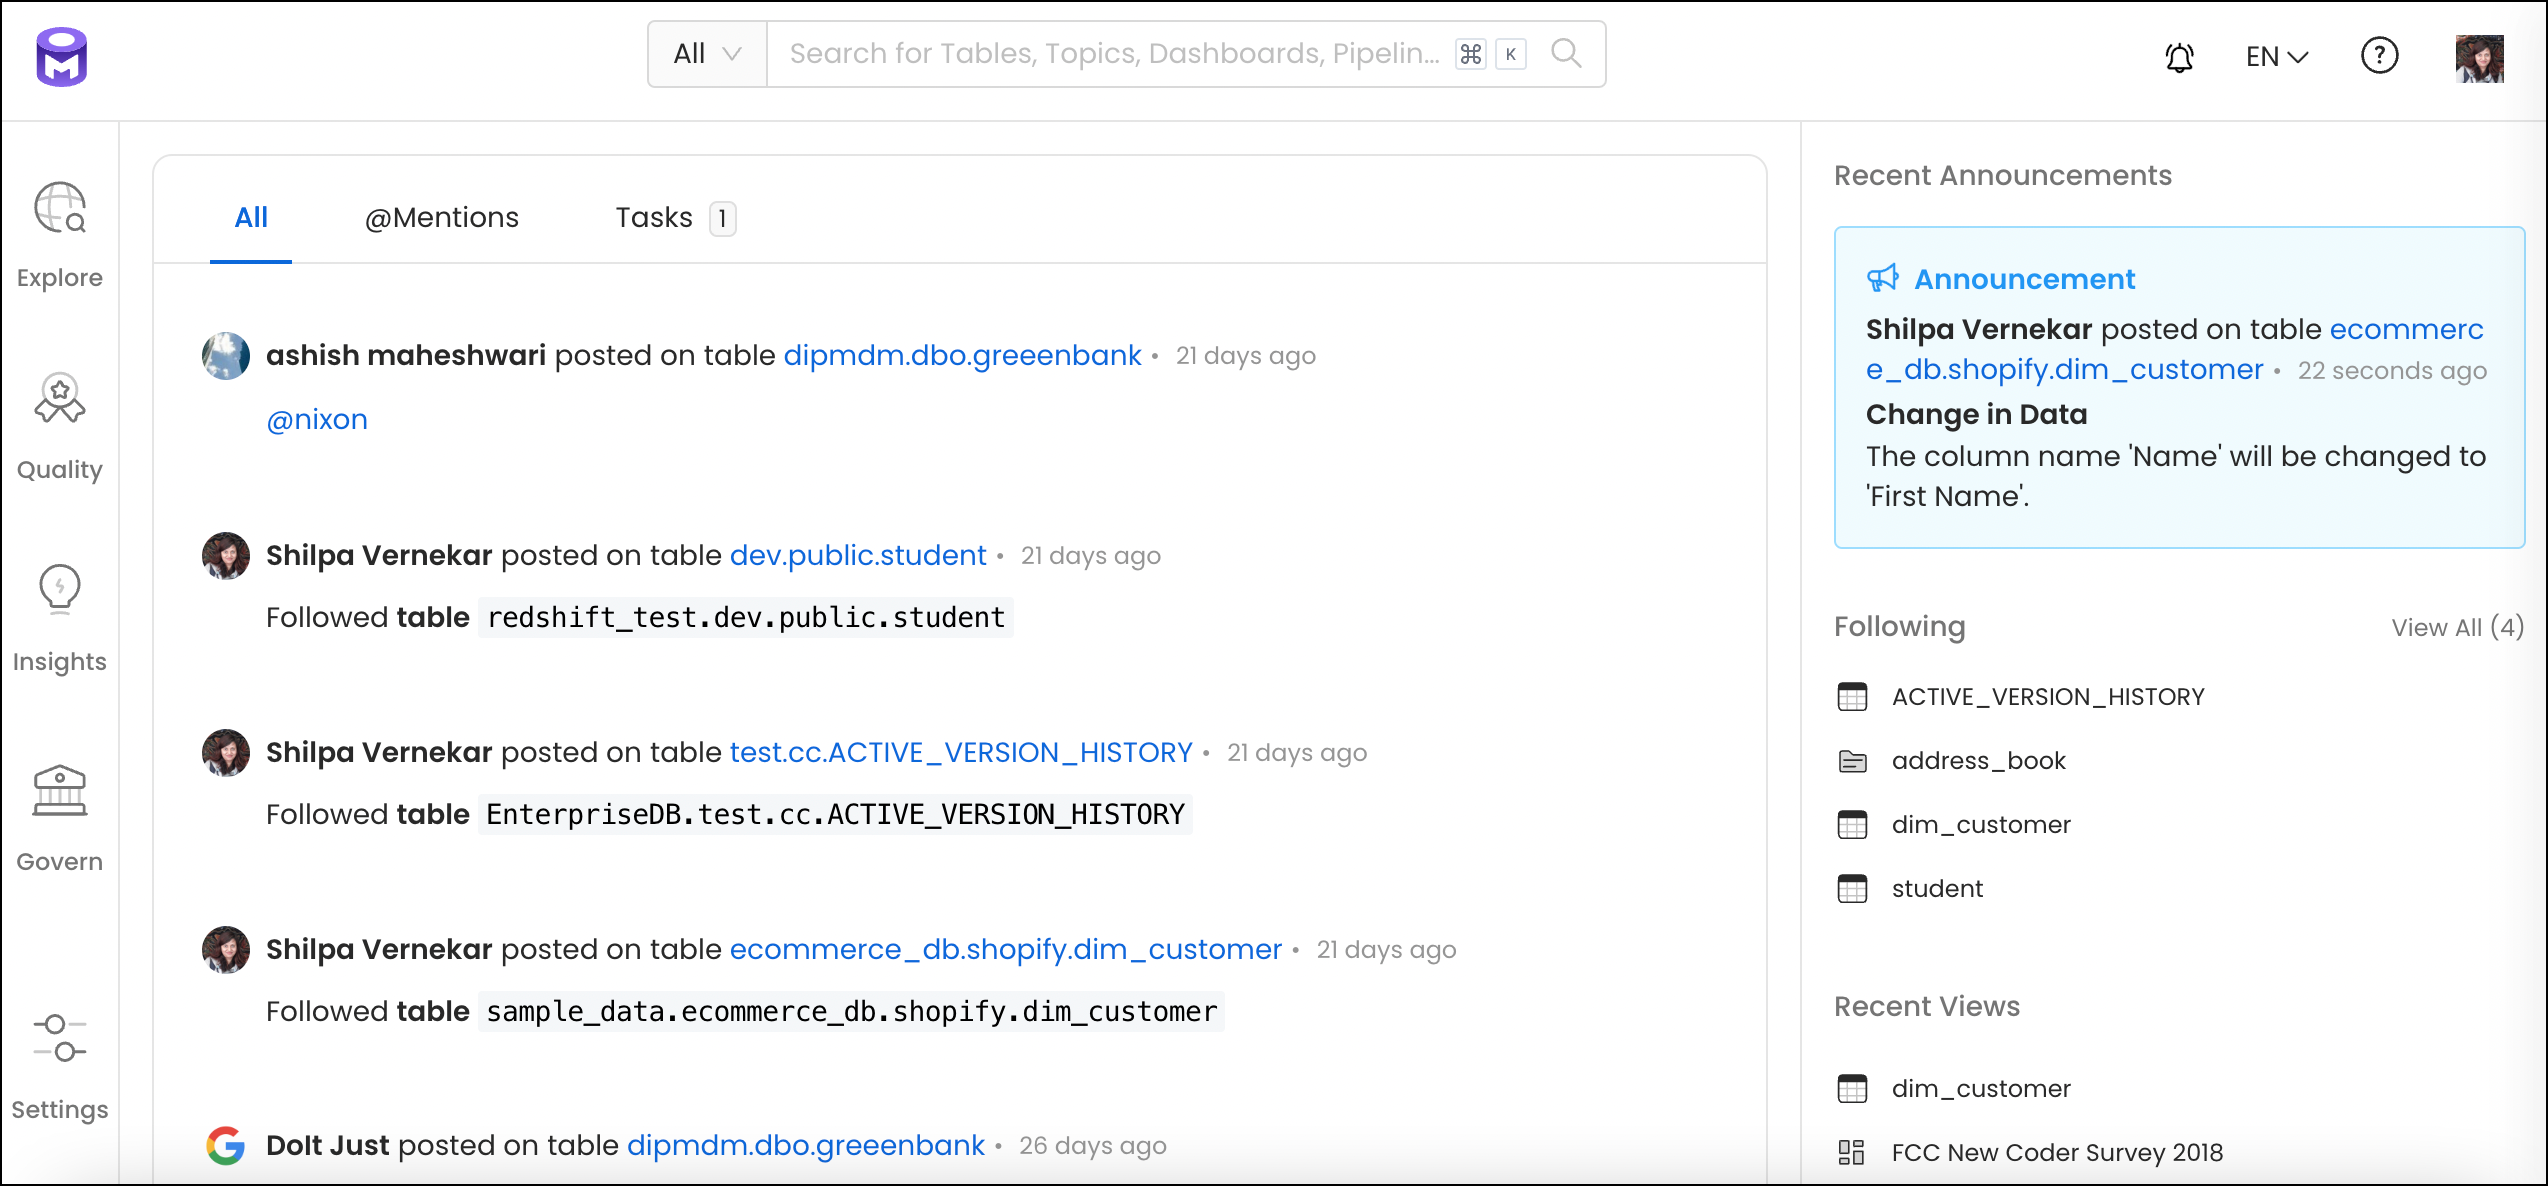 All
Search for Tables, Topics, Dashboards, Pipelin...
⌘ K
EN
?
Explore
Quality
Insights
Govern
Settings
All
@Mentions
Tasks 1
ashish maheshwari posted on table dipmdm.dbo.greeenbank • 21 days ago
@nixon
Shilpa Vernekar posted on table dev.public.student • 21 days ago
Followed table redshift_test.dev.public.student
Shilpa Vernekar posted on table test.cc.ACTIVE_VERSION_HISTORY • 21 days ago
Followed table EnterpriseDB.test.cc.ACTIVE_VERSION_HISTORY
Shilpa Vernekar posted on table ecommerce_db.shopify.dim_customer • 21 days ago
Followed table sample_data.ecommerce_db.shopify.dim_customer
DoIt Just posted on table dipmdm.dbo.greeenbank • 26 days ago
Recent Announcements
Announcement
Shilpa Vernekar posted on table ecommerc
e_db.shopify.dim_customer • 22 seconds ago
Change in Data
The column name 'Name' will be changed to
'First Name'.
Following
View All (4)
ACTIVE_VERSION_HISTORY
address_book
dim_customer
student
Recent Views
dim_customer
FCC New Coder Survey 2018